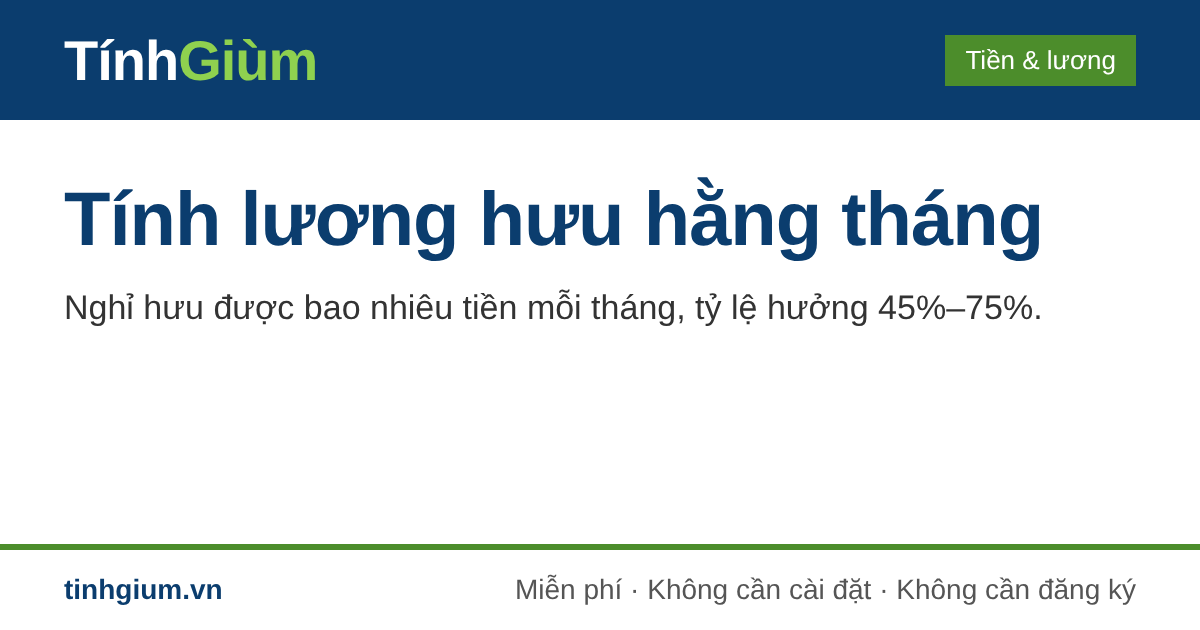 TínhGiùm
Tiền & lương
Tính lương hưu hằng tháng
Nghỉ hưu được bao nhiêu tiền mỗi tháng, tỷ lệ hưởng 45%–75%.
tinhgium.vn
Miễn phí · Không cần cài đặt · Không cần đăng ký